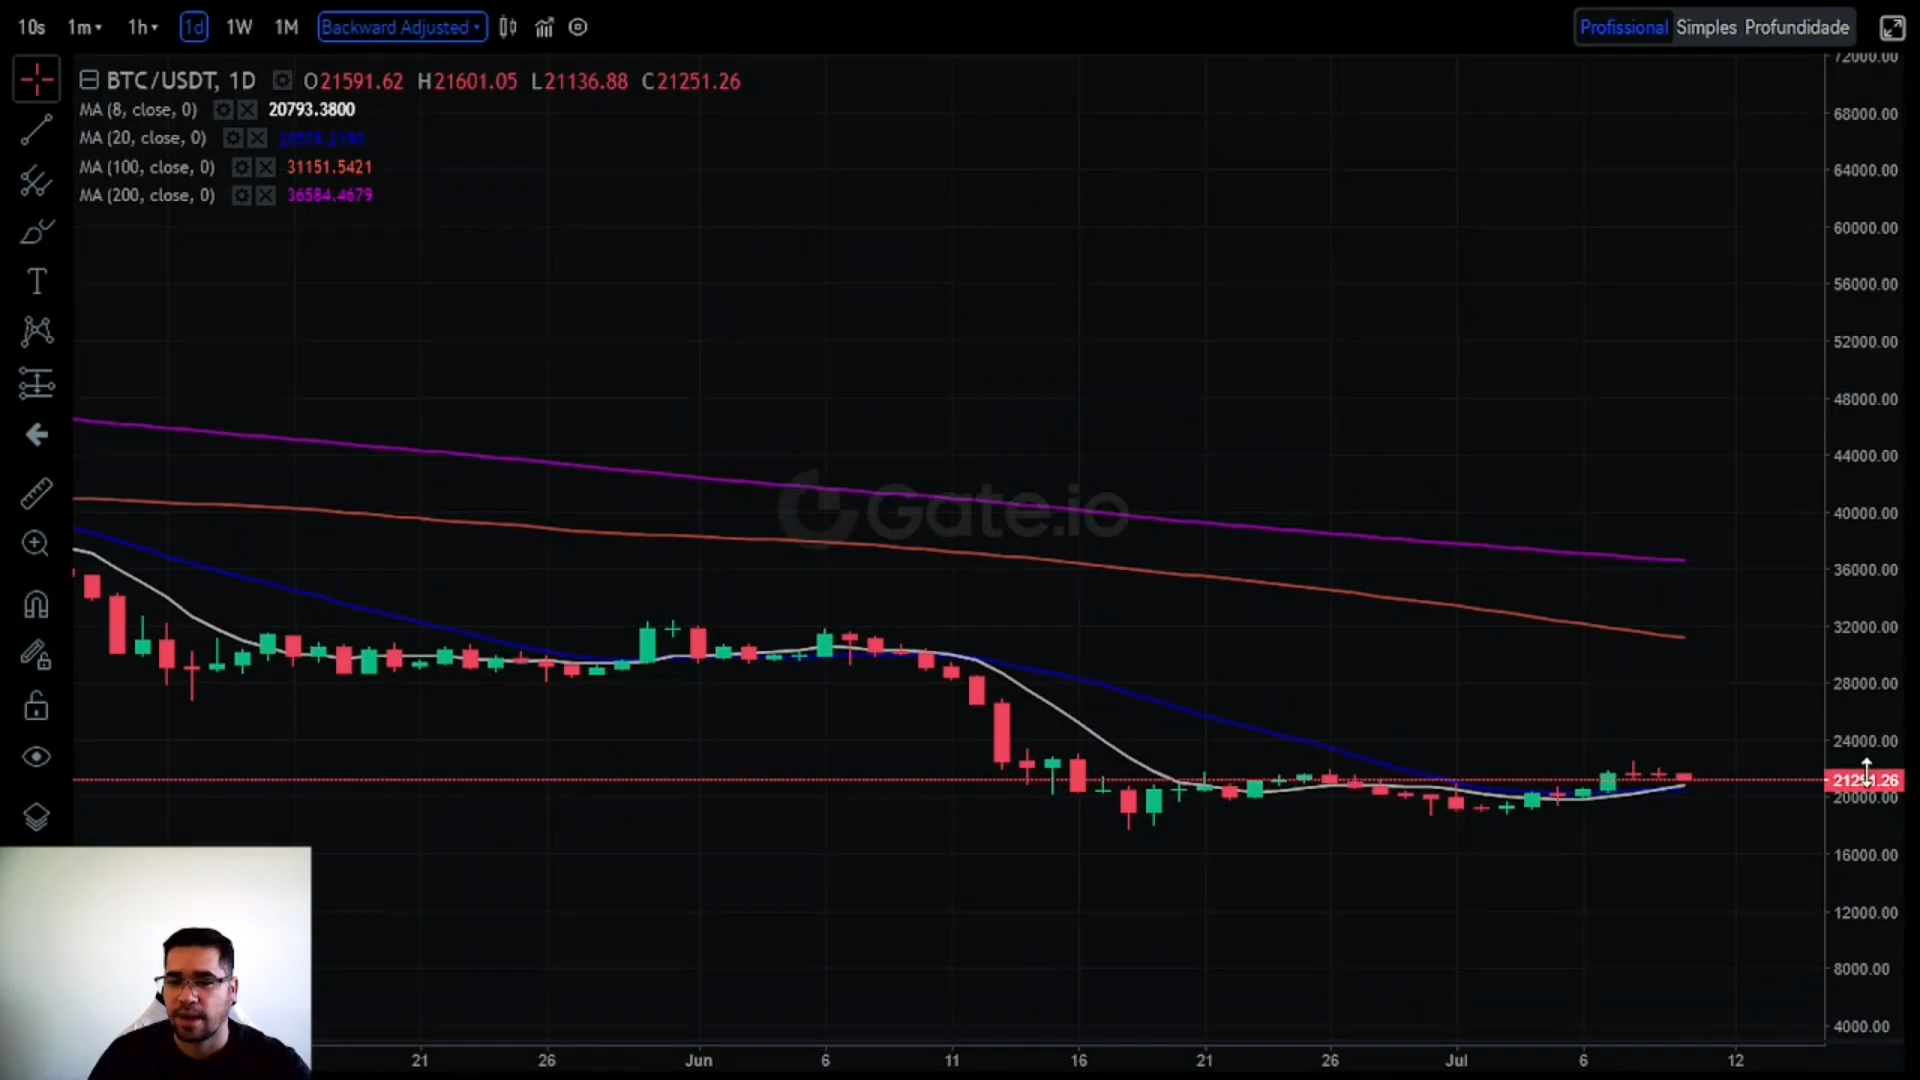 10s 1m 1h 1d 1W 1M Backward Adjusted
Profissional Simples Profundidade
BTC/USDT, 1D O21591.62 H21601.05 L21136.88 C21251.26
MA (8, close, 0) 20793.3800
MA (20, close, 0)
MA (100, close, 0) 31151.5421
MA (200, close, 0) 36584.4679
T
Gate.io
72000.00
68000.00
64000.00
60000.00
56000.00
52000.00
48000.00
44000.00
40000.00
36000.00
32000.00
28000.00
24000.00
21251.26
20000.00
16000.00
12000.00
8000.00
4000.00
21 26 Jun 6 11 16 21 26 Jul 6 12